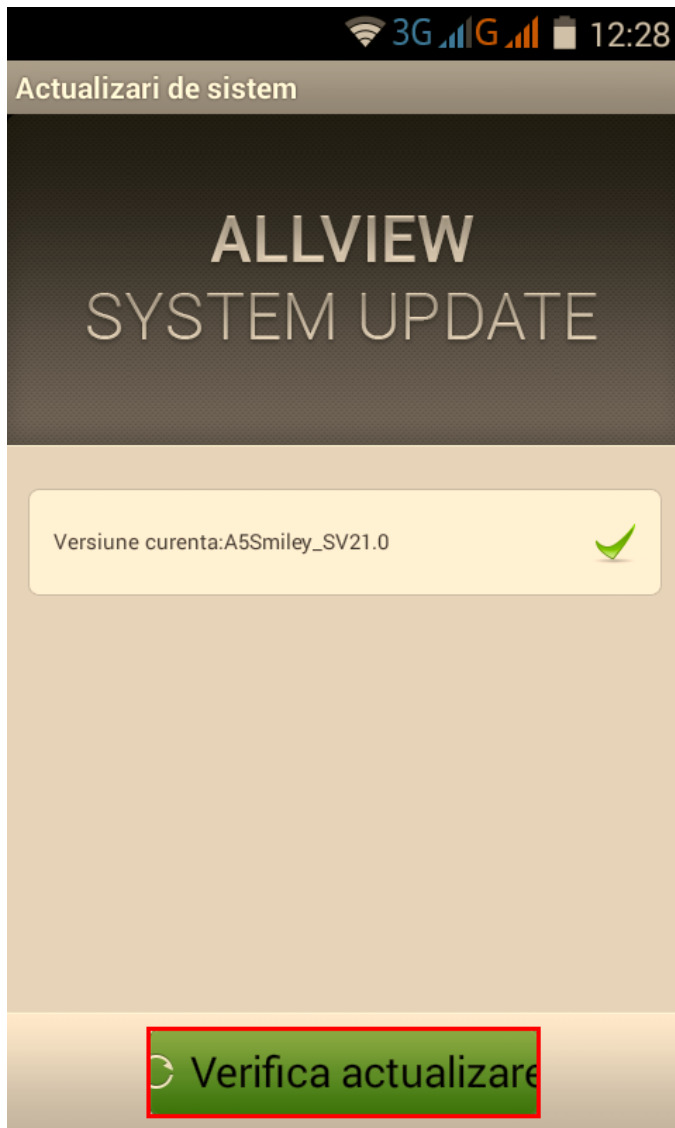 3G G 12:28
Actualizari de sistem
ALLVIEW
SYSTEM UPDATE
Versiune curenta:A5Smiley_SV21.0
Verifica actualizare